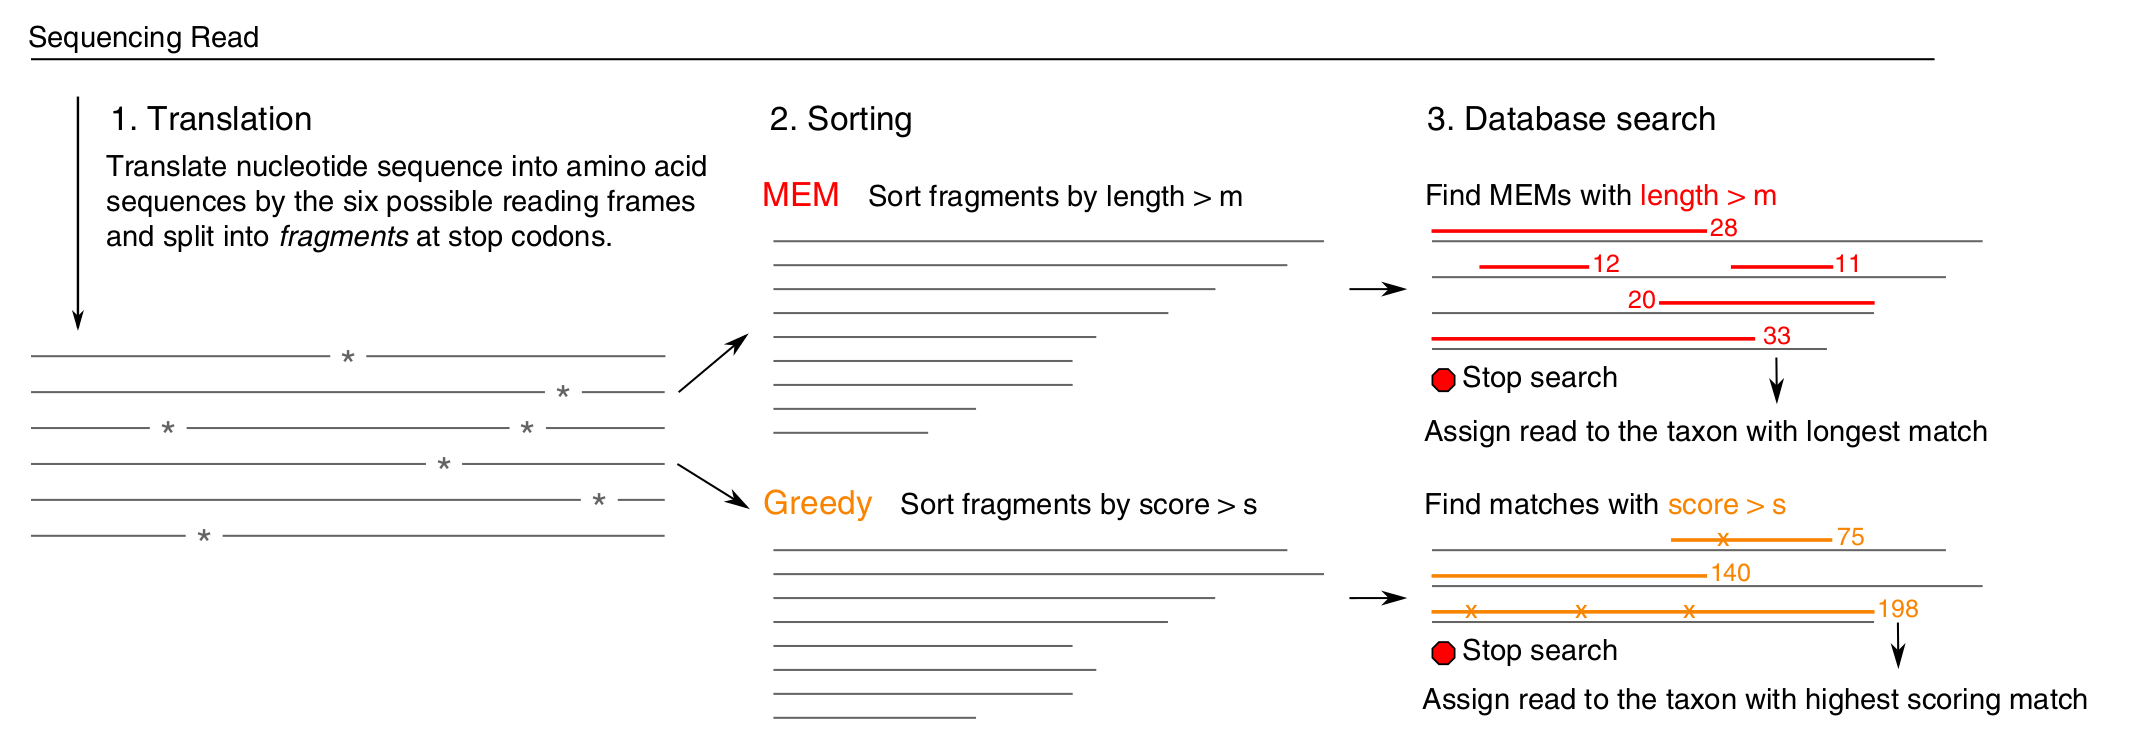 Sequencing Read
1. Translation
Translate nucleotide sequence into amino acid
sequences by the six possible reading frames
and split into fragments at stop codons.
*
*
* *
*
*
*
2. Sorting
MEM Sort fragments by length > m
Greedy Sort fragments by score > s
3. Database search
Find MEMs with length > m
28
12 11
20
33
Stop search
Assign read to the taxon with longest match
Find matches with score > s
x 75
140
x x x 198
Stop search
Assign read to the taxon with highest scoring match